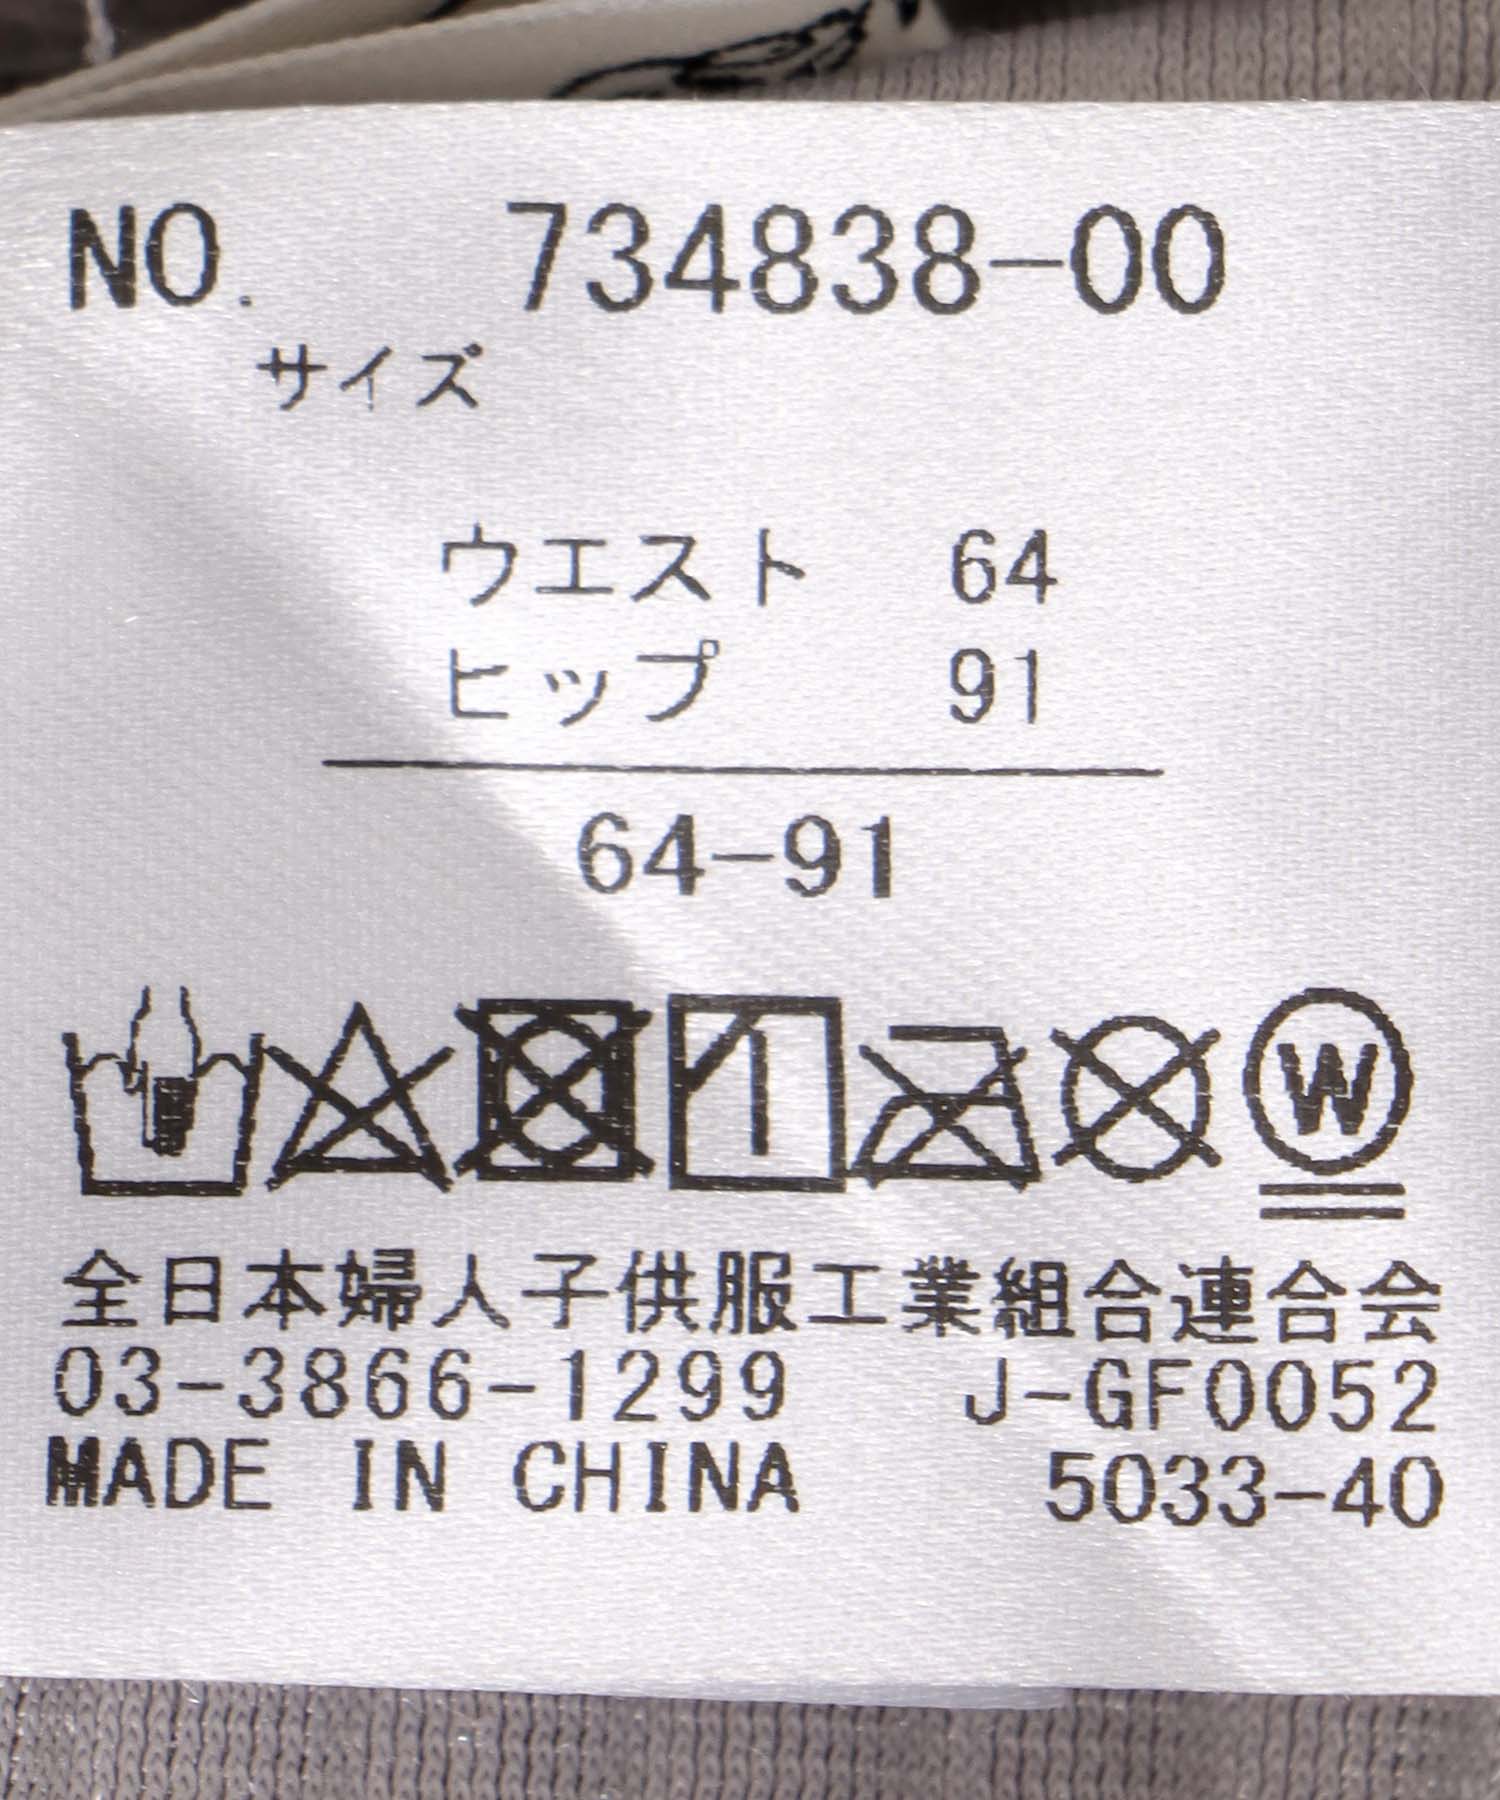 NO. 734838-00
サイズ
ウエスト 64
ヒップ 91
64-91
W
全日本婦人子供服工業組合連合会
03-3866-1299 J-GF0052
MADE IN CHINA 5033-40